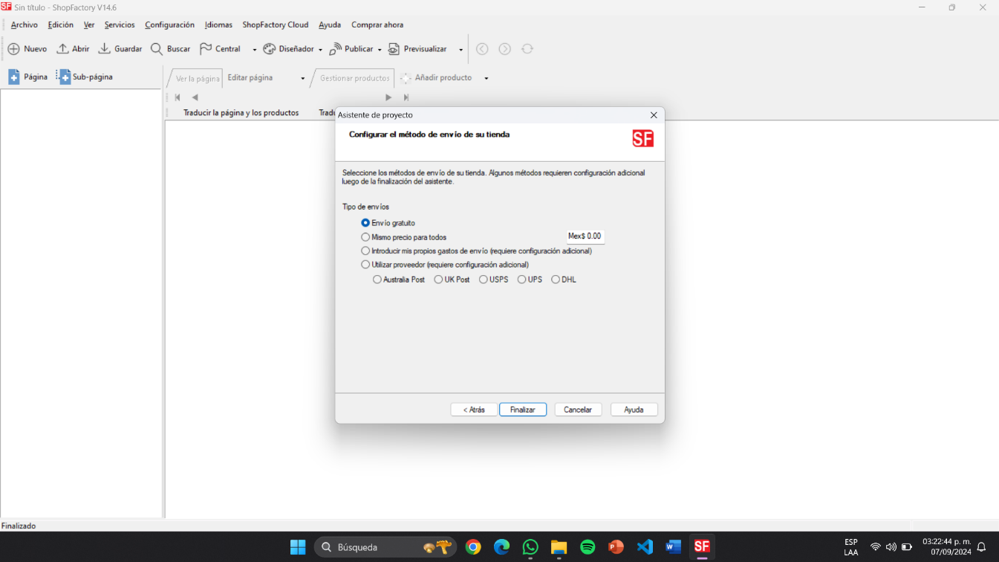 SF Sin título - ShopFactory V14.6
Archivo Edición Ver Servicios Configuración Idiomas ShopFactory Cloud Ayuda Comprar ahora
Nuevo Abrir Guardar Buscar Central Diseñador Publicar Previsualizar
Página Sub-página Ver la página Editar página Gestionar productos Añadir producto
Traducir la página y los productos Tradu
Asistente de proyecto
Configurar el método de envío de su tienda
SF
Seleccione los métodos de envío de su tienda. Algunos métodos requieren configuración adicional
luego de la finalización del asistente.
Tipo de envíos
Envío gratuito
Mismo precio para todos Mex$ 0.00
Introducir mis propios gastos de envío (requiere configuración adicional)
Utilizar proveedor (requiere configuración adicional)
Australia Post UK Post USPS UPS DHL
< Atrás Finalizar Cancelar Ayuda
Finalizado
Búsqueda
P
W
SF
ESP
LAA
03:22:44 p. m.
07/09/2024